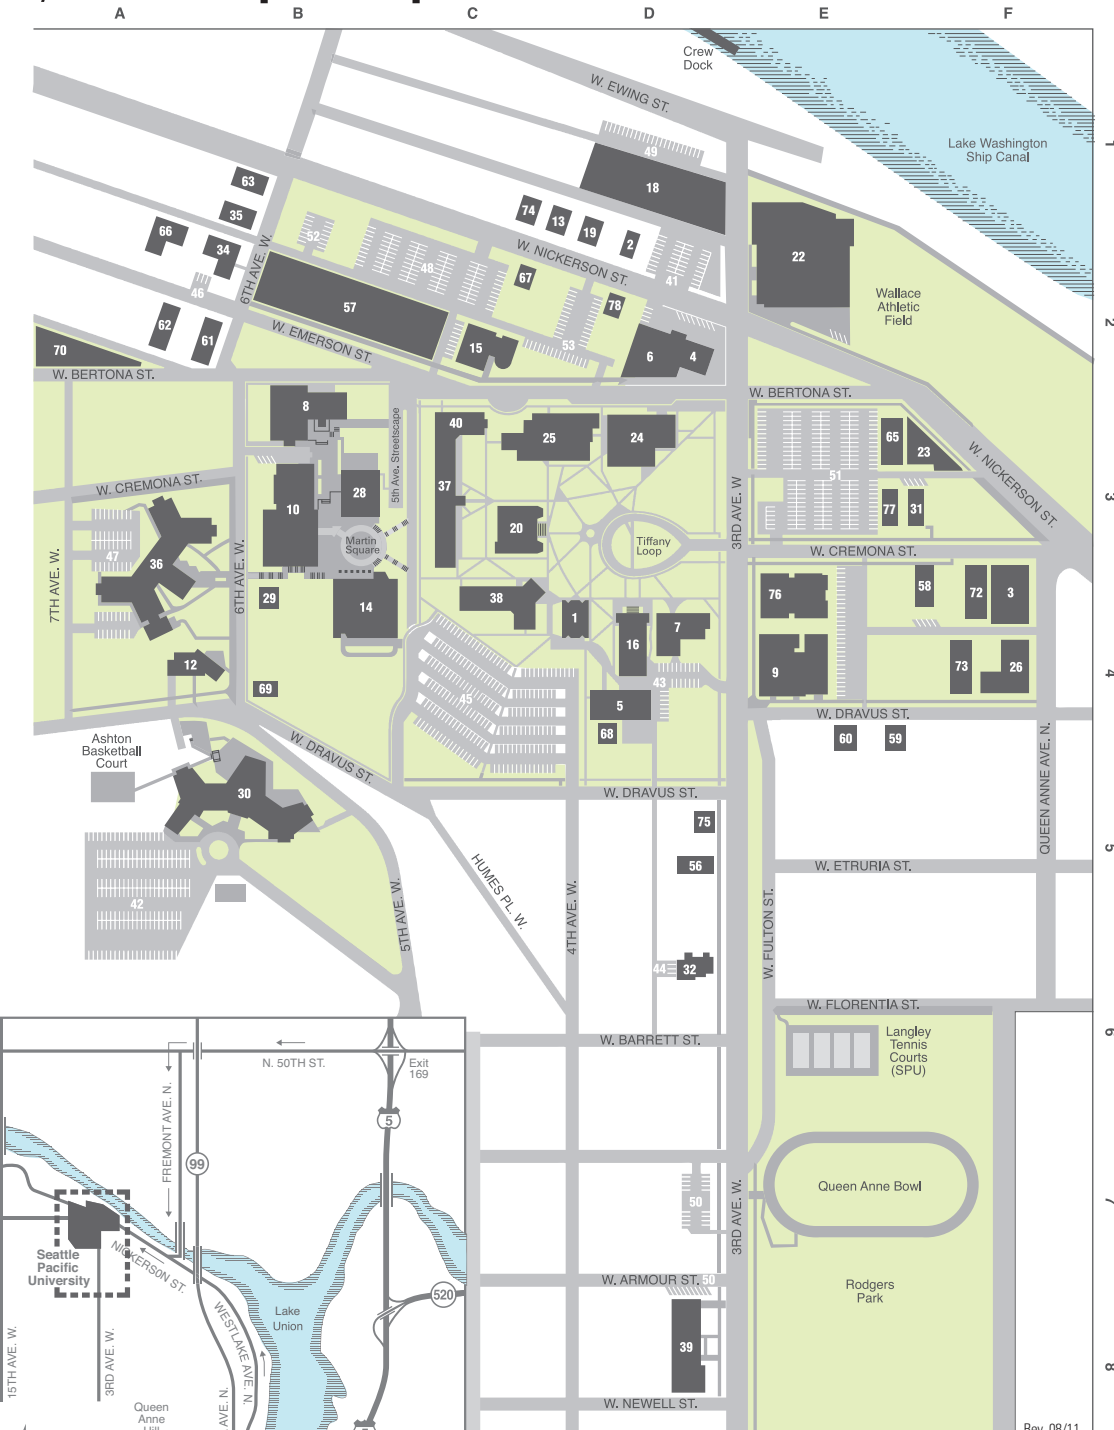 A
B
C
D
E
F
Crew
Dock
W. EWING ST.
1
49
Lake Washington
Ship Canal
18
63
35
74
13
19
2
66
34
52
W. NICKERSON ST.
6TH AVE. W.
48
67
41
22
46
57
78
Wallace
Athletic
Field
2
62
61
W. EMERSON ST.
15
53
6
4
70
W. BERTONA ST.
W. BERTONA ST.
8
5th Ave. Streetscape
40
25
24
65
23
W. NICKERSON ST.
W. CREMONA ST.
28
37
3RD AVE. W
51
3
10
20
77
31
47
Martin
Square
Tiffany
Loop
W. CREMONA ST.
7TH AVE. W.
36
6TH AVE. W.
29
14
38
1
16
7
76
58
72
3
12
69
45
43
9
73
26
4
5
68
W. DRAVUS ST.
60
59
Ashton
Basketball
Court
W. DRAVUS ST.
30
W. DRAVUS ST.
QUEEN ANNE AVE. N.
75
5
56
HUMES PL. W.
W. ETRURIA ST.
42
5TH AVE. W.
4TH AVE. W.
W. FULTON ST.
44
32
W. FLORENTIA ST.
6
W. BARRETT ST.
Langley
Tennis
Courts
(SPU)
N. 50TH ST.
Exit
169
FREMONT AVE. N.
5
99
Queen Anne Bowl
50
7
3RD AVE. W.
Seattle
Pacific
University
NICKERSON ST.
W. ARMOUR ST.
50
Rodgers
Park
520
Lake
Union
WESTLAKE AVE. N.
15TH AVE. W.
3RD AVE. W.
39
8
W. NEWELL ST.
Queen
Anne
AVE. N.
Rev. 08/11